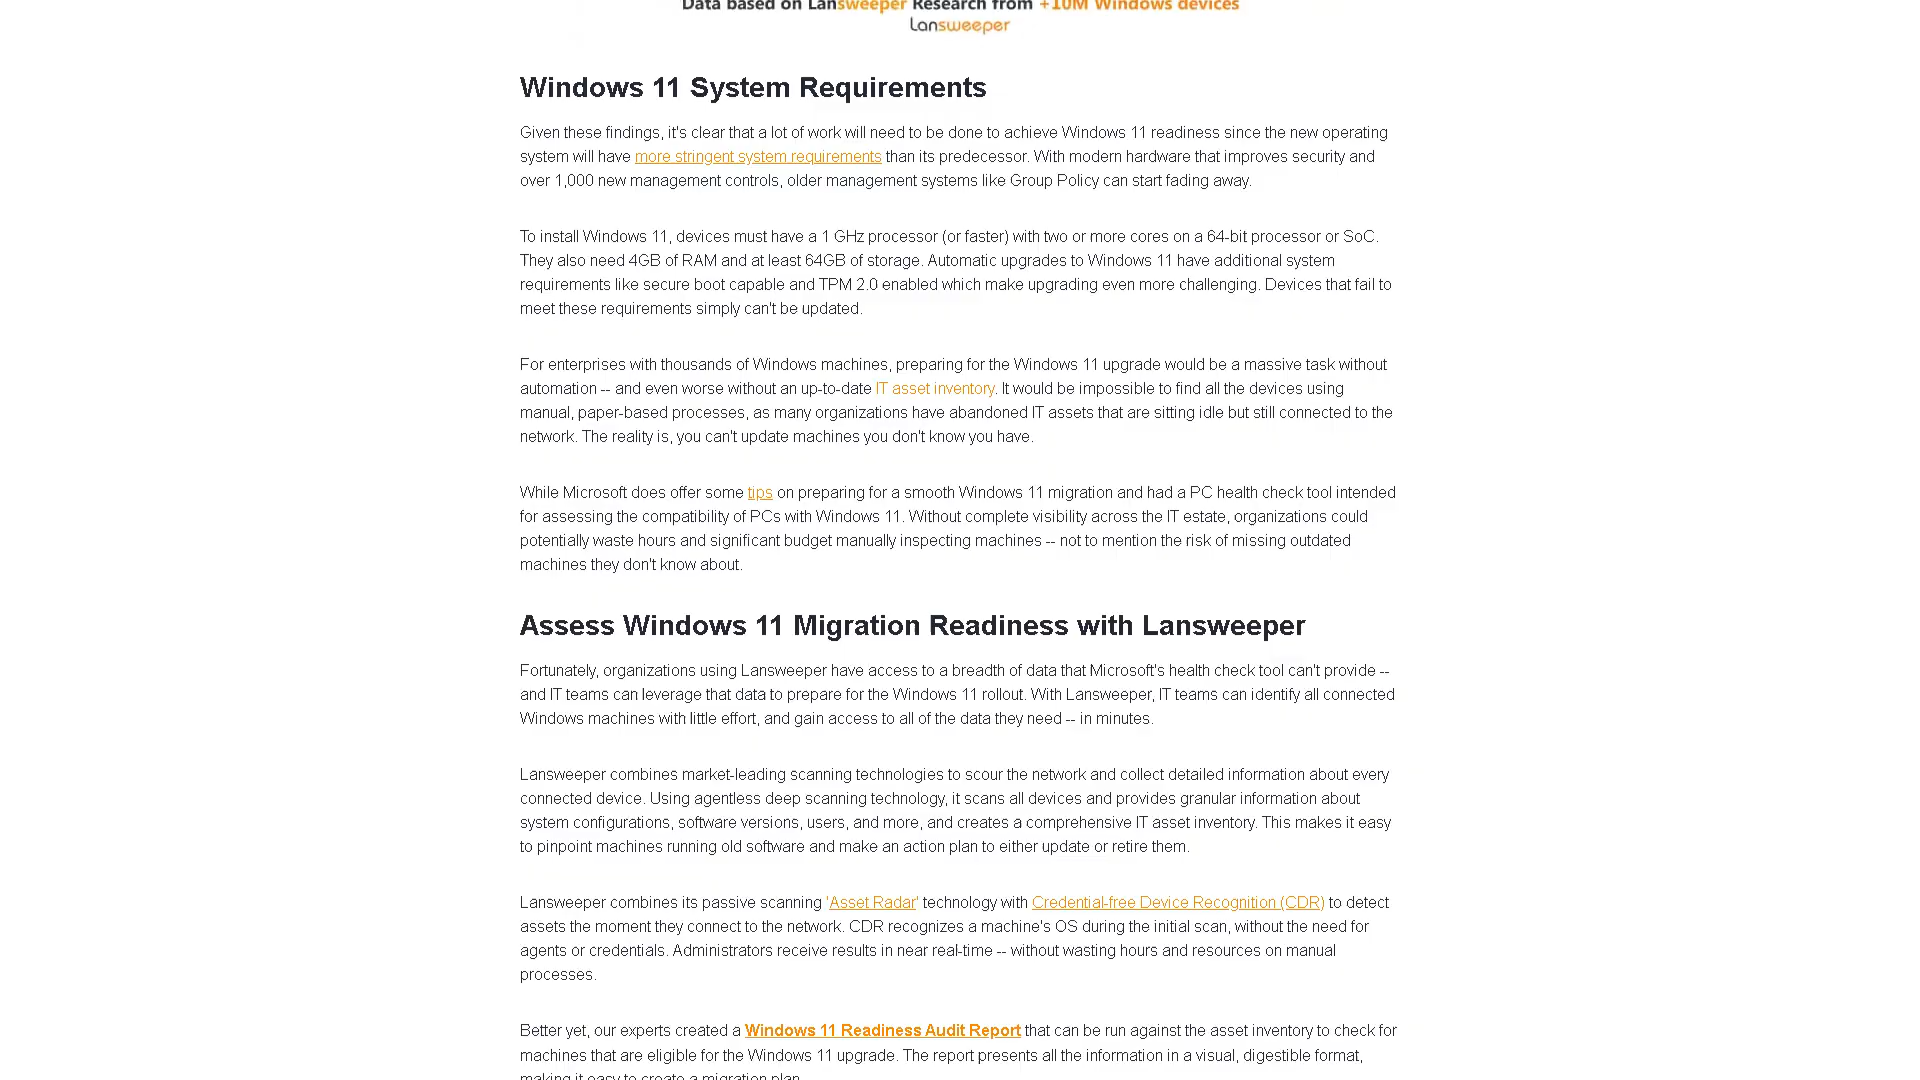 Data based on Lansweeper Research from +10M Windows devices
Lansweeper
Windows 11 System Requirements
Given these findings, it's clear that a lot of work will need to be done to achieve Windows 11 readiness since the new operating
system will have more stringent system requirements than its predecessor. With modern hardware that improves security and
over 1,000 new management controls, older management systems like Group Policy can start fading away.
To install Windows 11, devices must have a 1 GHz processor (or faster) with two or more cores on a 64-bit processor or SoC.
They also need 4GB of RAM and at least 64GB of storage. Automatic upgrades to Windows 11 have additional system
requirements like secure boot capable and TPM 2.0 enabled which make upgrading even more challenging. Devices that fail to
meet these requirements simply can't be updated.
For enterprises with thousands of Windows machines, preparing for the Windows 11 upgrade would be a massive task without
automation -- and even worse without an up-to-date IT asset inventory. It would be impossible to find all the devices using
manual, paper-based processes, as many organizations have abandoned IT assets that are sitting idle but still connected to the
network. The reality is, you can't update machines you don't know you have.
While Microsoft does offer some tips on preparing for a smooth Windows 11 migration and had a PC health check tool intended
for assessing the compatibility of PCs with Windows 11. Without complete visibility across the IT estate, organizations could
potentially waste hours and significant budget manually inspecting machines -- not to mention the risk of missing outdated
machines they don't know about.
Assess Windows 11 Migration Readiness with Lansweeper
Fortunately, organizations using Lansweeper have access to a breadth of data that Microsoft's health check tool can't provide --
and IT teams can leverage that data to prepare for the Windows 11 rollout. With Lansweeper, IT teams can identify all connected
Windows machines with little effort, and gain access to all of the data they need -- in minutes.
Lansweeper combines market-leading scanning technologies to scour the network and collect detailed information about every
connected device. Using agentless deep scanning technology, it scans all devices and provides granular information about
system configurations, software versions, users, and more, and creates a comprehensive IT asset inventory. This makes it easy
to pinpoint machines running old software and make an action plan to either update or retire them.
Lansweeper combines its passive scanning 'Asset Radar' technology with Credential-free Device Recognition (CDR) to detect
assets the moment they connect to the network. CDR recognizes a machine's OS during the initial scan, without the need for
agents or credentials. Administrators receive results in near real-time -- without wasting hours and resources on manual
processes.
Better yet, our experts created a Windows 11 Readiness Audit Report that can be run against the asset inventory to check for
machines that are eligible for the Windows 11 upgrade. The report presents all the information in a visual, digestible format,
making it easy to create a migration plan.